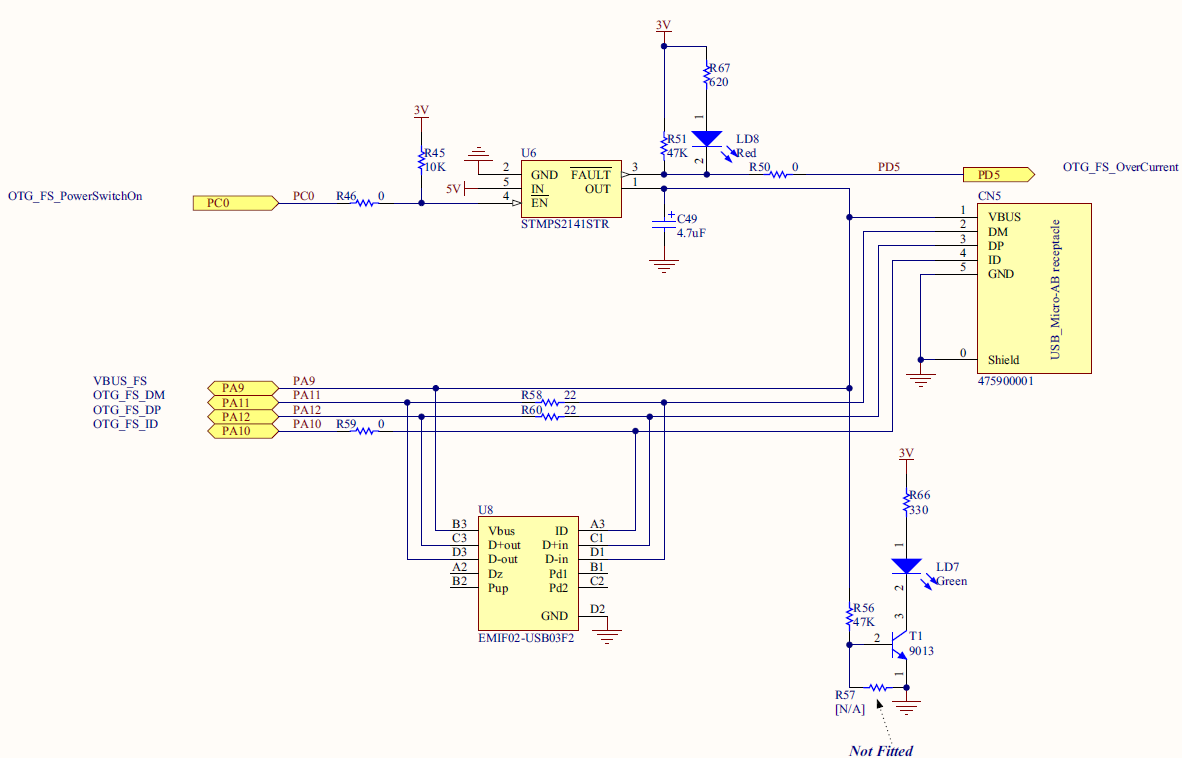 3V
R67
620
1
3V
R45
10K
R51
47K
LD8
Red
2
U6
2
GND
FAULT
3
R50
0
PD5
PD5
OTG_FS_OverCurrent
5V
5
IN
OUT
1
4
EN
OTG_FS_PowerSwitchOn
PC0
PC0
R46
0
STMPS2141STR
C49
4.7uF
+
CN5
1
VBUS
2
DM
3
DP
4
ID
5
GND
USB_Micro-AB receptacle
0
Shield
475900001
VBUS_FS
PA9
PA9
OTG_FS_DM
PA11
PA11
R58
22
OTG_FS_DP
PA12
PA12
R60
22
OTG_FS_ID
PA10
PA10
R59
0
U8
B3
Vbus
ID
A3
C3
D+out
D+in
C1
D3
D-out
D-in
D1
A2
Dz
Pd1
B1
B2
Pup
Pd2
C2
GND
D2
EMIF02-USB03F2
3V
R66
330
1
LD7
Green
2
R56
47K
3
2
T1
9013
1
R57
[N/A]
Not Fitted